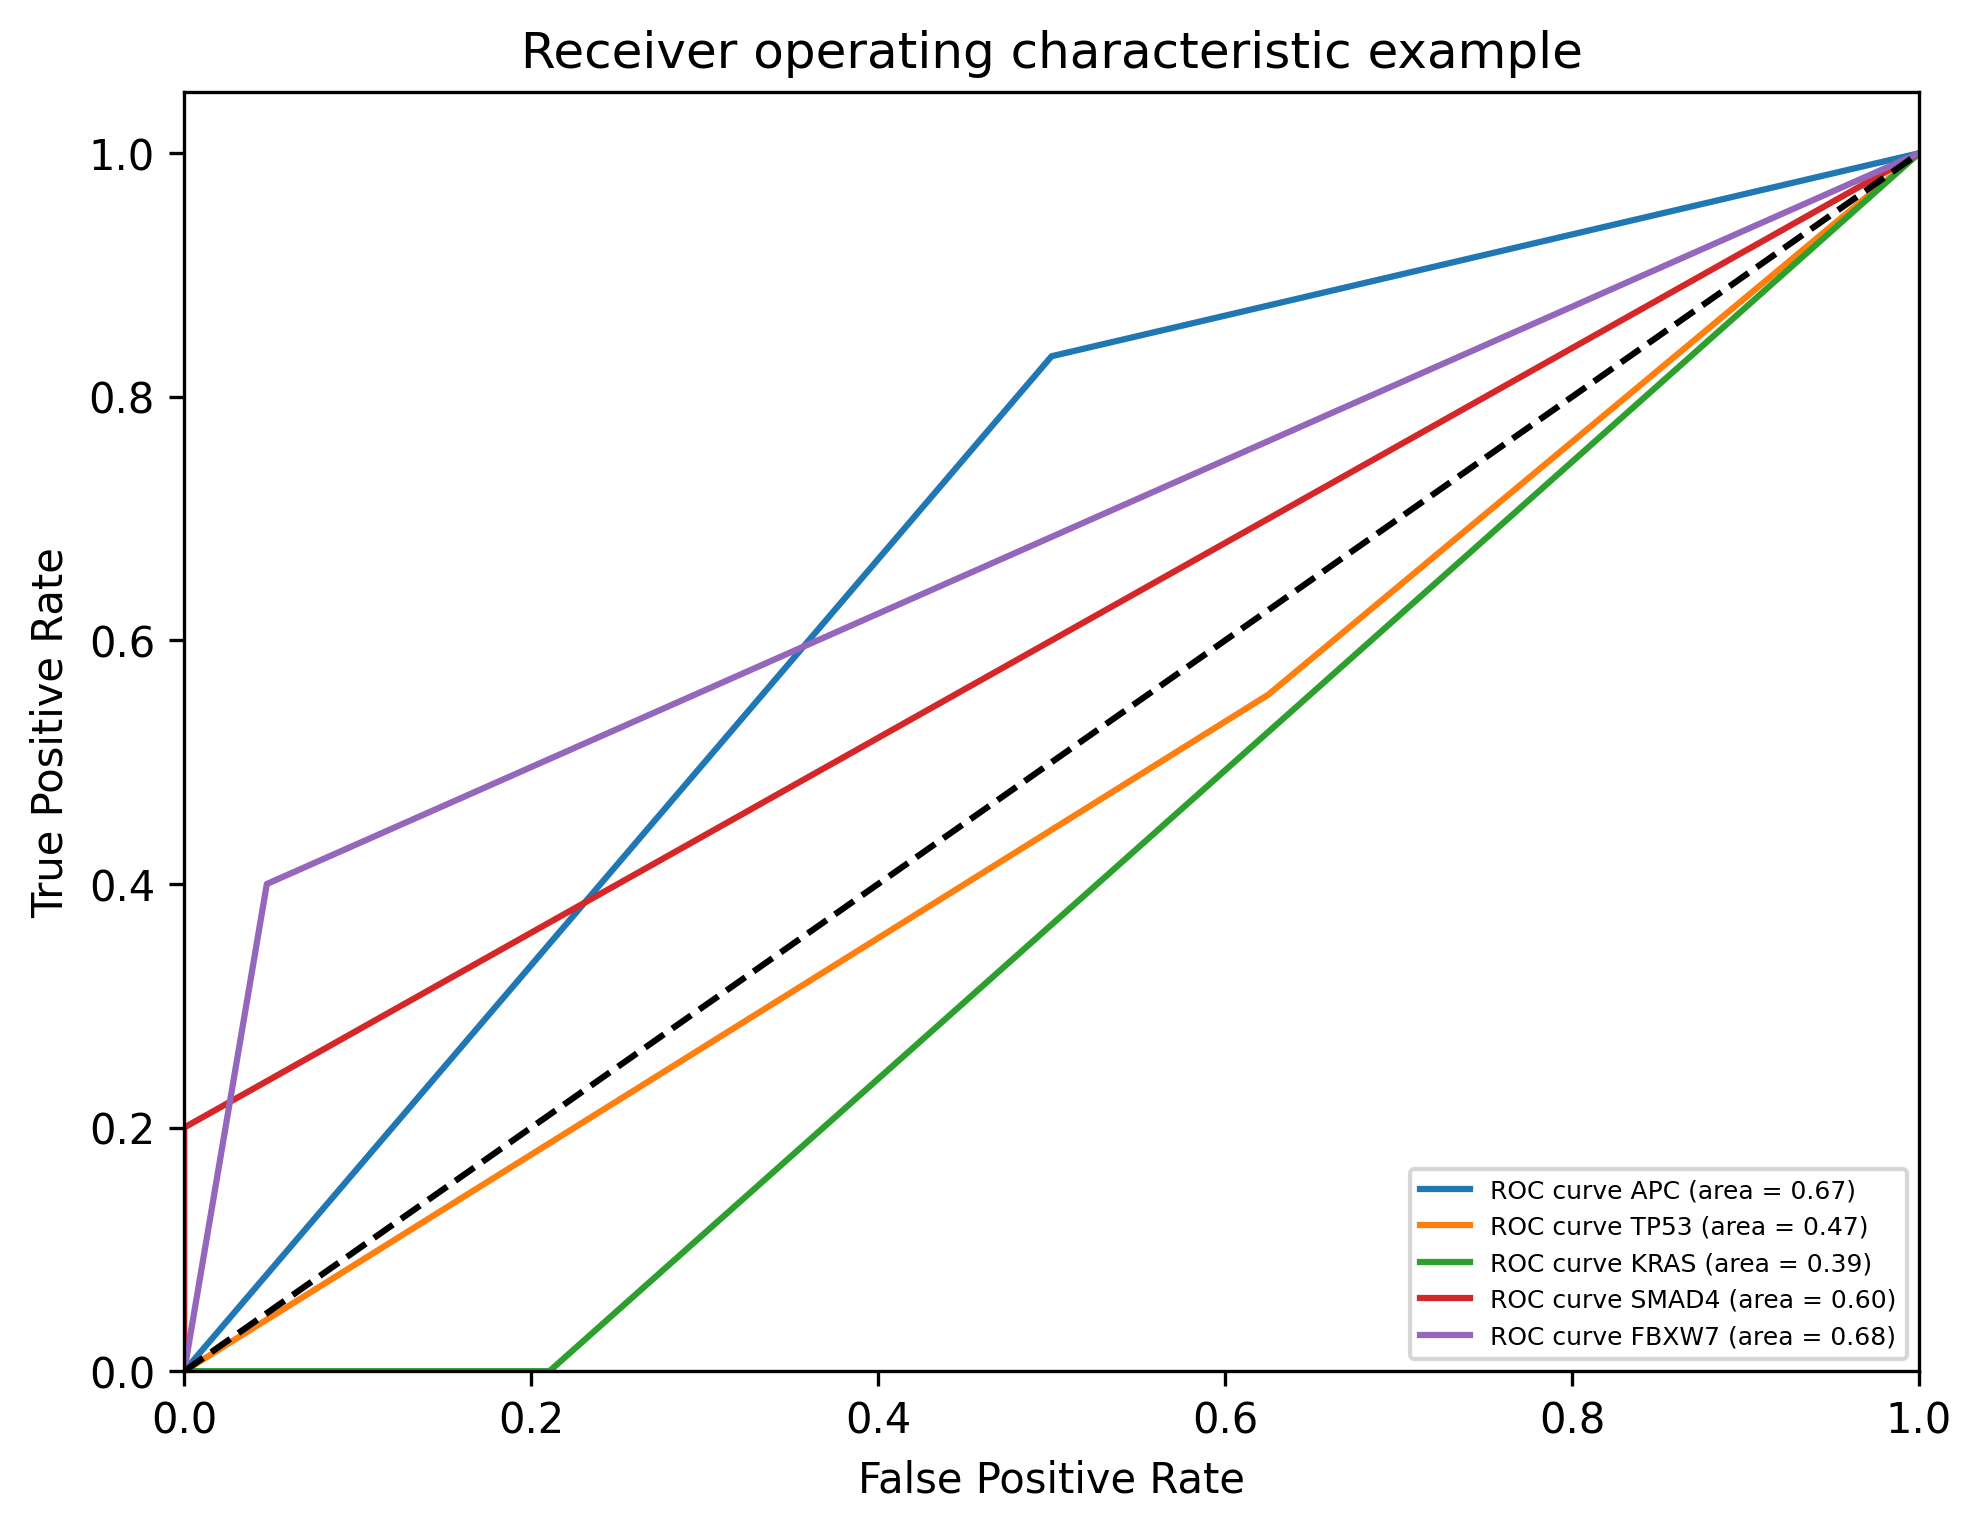 Receiver operating characteristic example
True Positive Rate
1.0
0.8
0.6
0.4
0.2
0.0
0.0 0.2 0.4 0.6 0.8 1.0
False Positive Rate
ROC curve APC (area = 0.67)
ROC curve TP53 (area = 0.47)
ROC curve KRAS (area = 0.39)
ROC curve SMAD4 (area = 0.60)
ROC curve FBXW7 (area = 0.68)